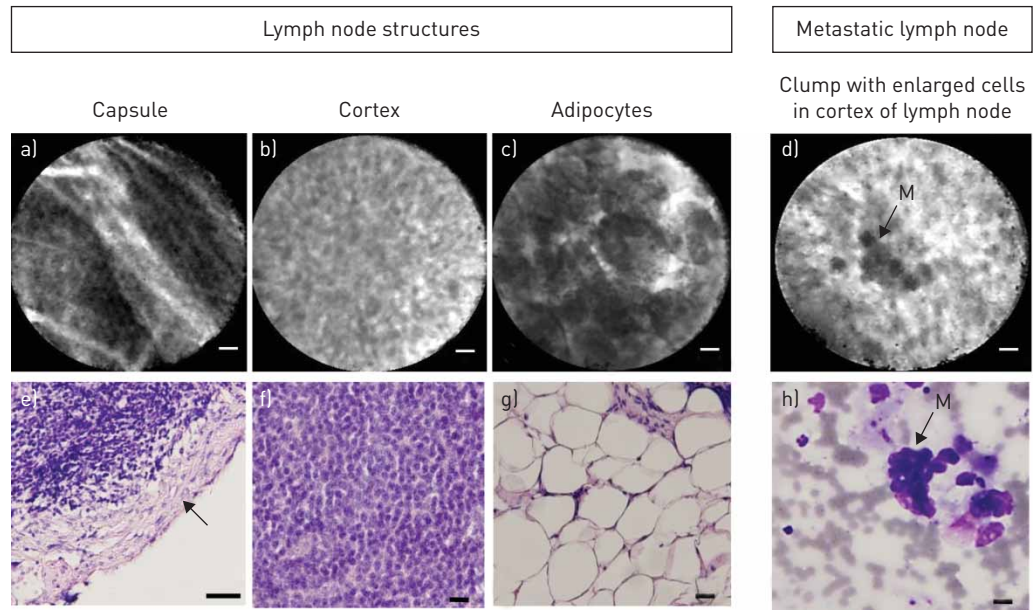 Lymph node structures
Metastatic lymph node
Capsule
Cortex
Adipocytes
Clump with enlarged cells
in cortex of lymph node
a)
b)
c)
d)
M
e)
f)
g)
h)
M